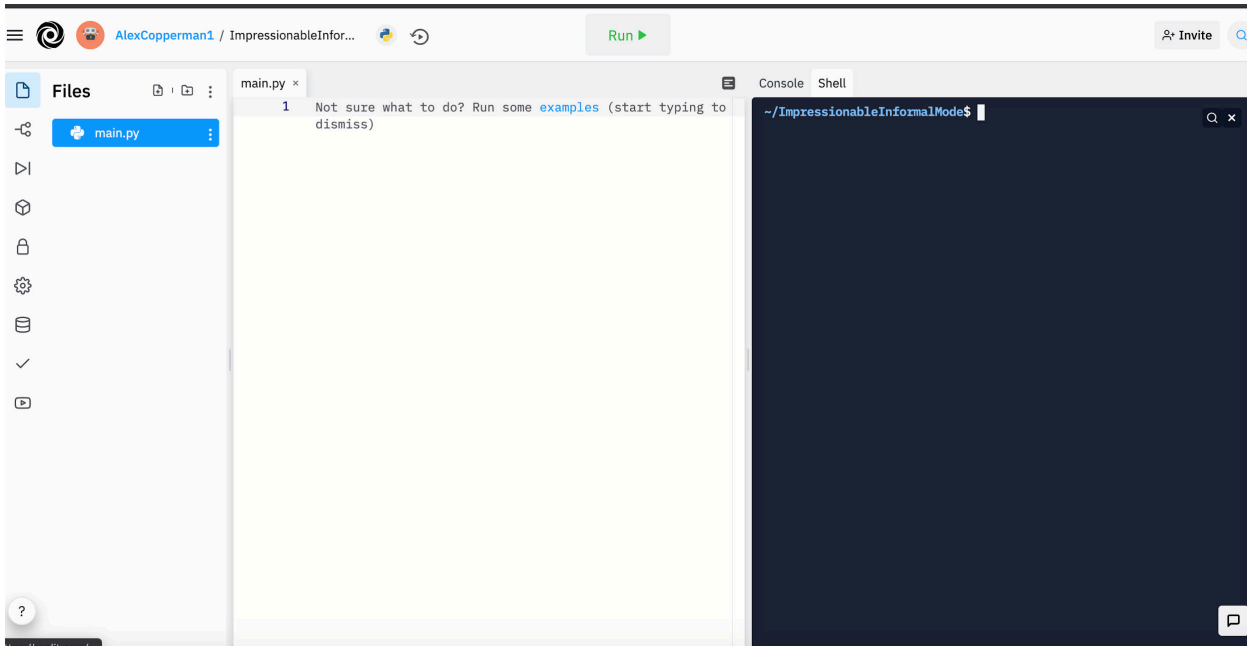 AlexCopperman1 / ImpressionableInfor...
Run
Invite
Files
main.py
main.py ×
1 Not sure what to do? Run some examples (start typing to
dismiss)
Console Shell
~/ImpressionableInformalMode$
?